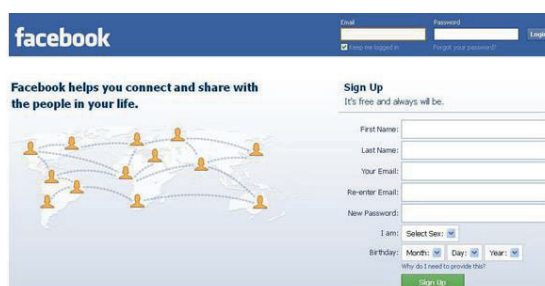 Email Password
facebook
Login
Keep me logged in Forgot your password?
Facebook helps you connect and share with
the people in your life.
Sign Up
It's free and always will be.
First Name:
Last Name:
Your Email:
Re-enter Email:
New Password:
I am: Select Sex:
Birthday: Month: Day: Year:
Why do I need to provide this?
Sign Up